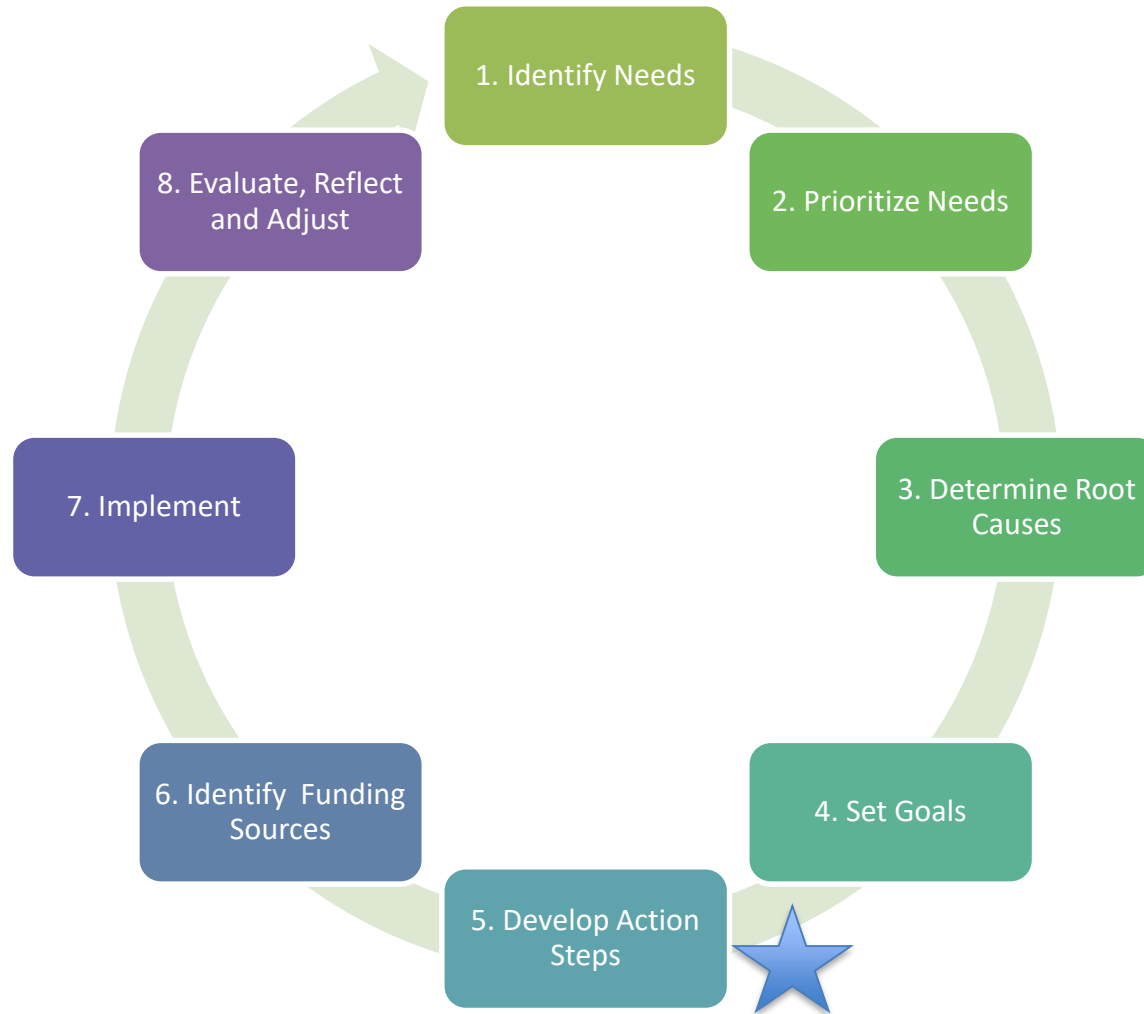 1. Identify Needs
2. Prioritize Needs
3. Determine Root
Causes
4. Set Goals
5. Develop Action
Steps
6. Identify  Funding
Sources
7. Implement
8. Evaluate, Reflect
and Adjust